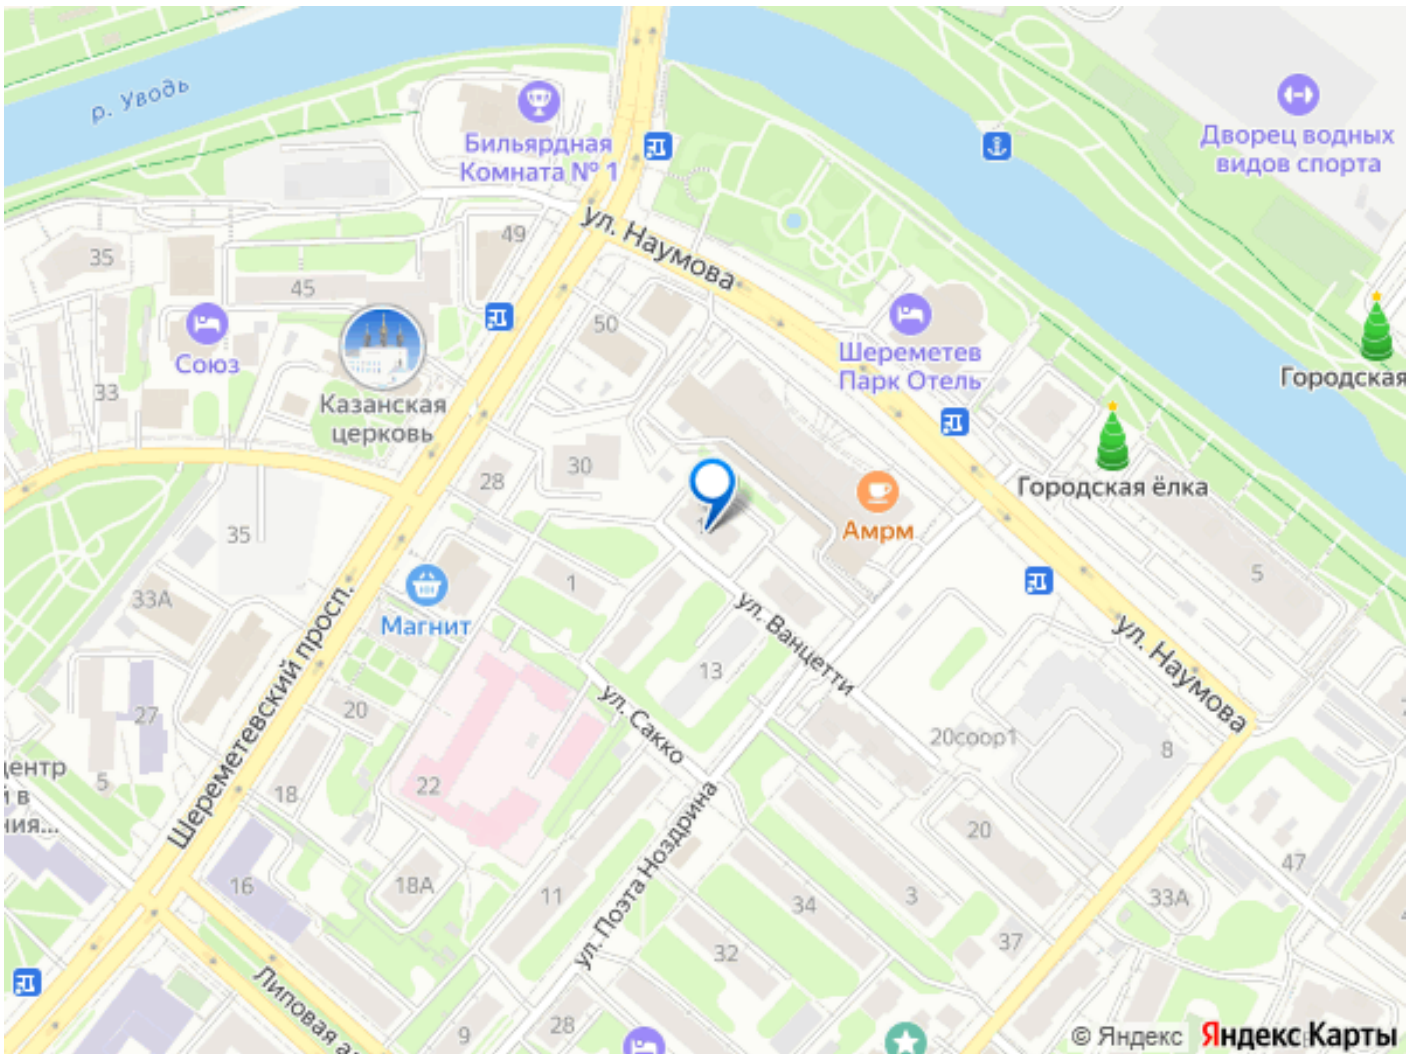 р. Уводь
Бильярдная
Комната № 1
Дворец водных
видов спорта
ул. Наумова
49
35
45
50
Союз
33
Казанская
церковь
Шереметев
Парк Отель
Городская
Городская ёлка
28
30
Амрм
35
33А
Магнит
1
5
ул. Ванцетти
ул. Наумова
13
Шереметевский просп.
ул. Сакко
27
20
20соор1
8
5
18
22
ул. Поэта Ноздрина
20
47
16
18А
11
34
3
33А
32
37
Липовая
9
28
© Яндекс Яндекс Карты